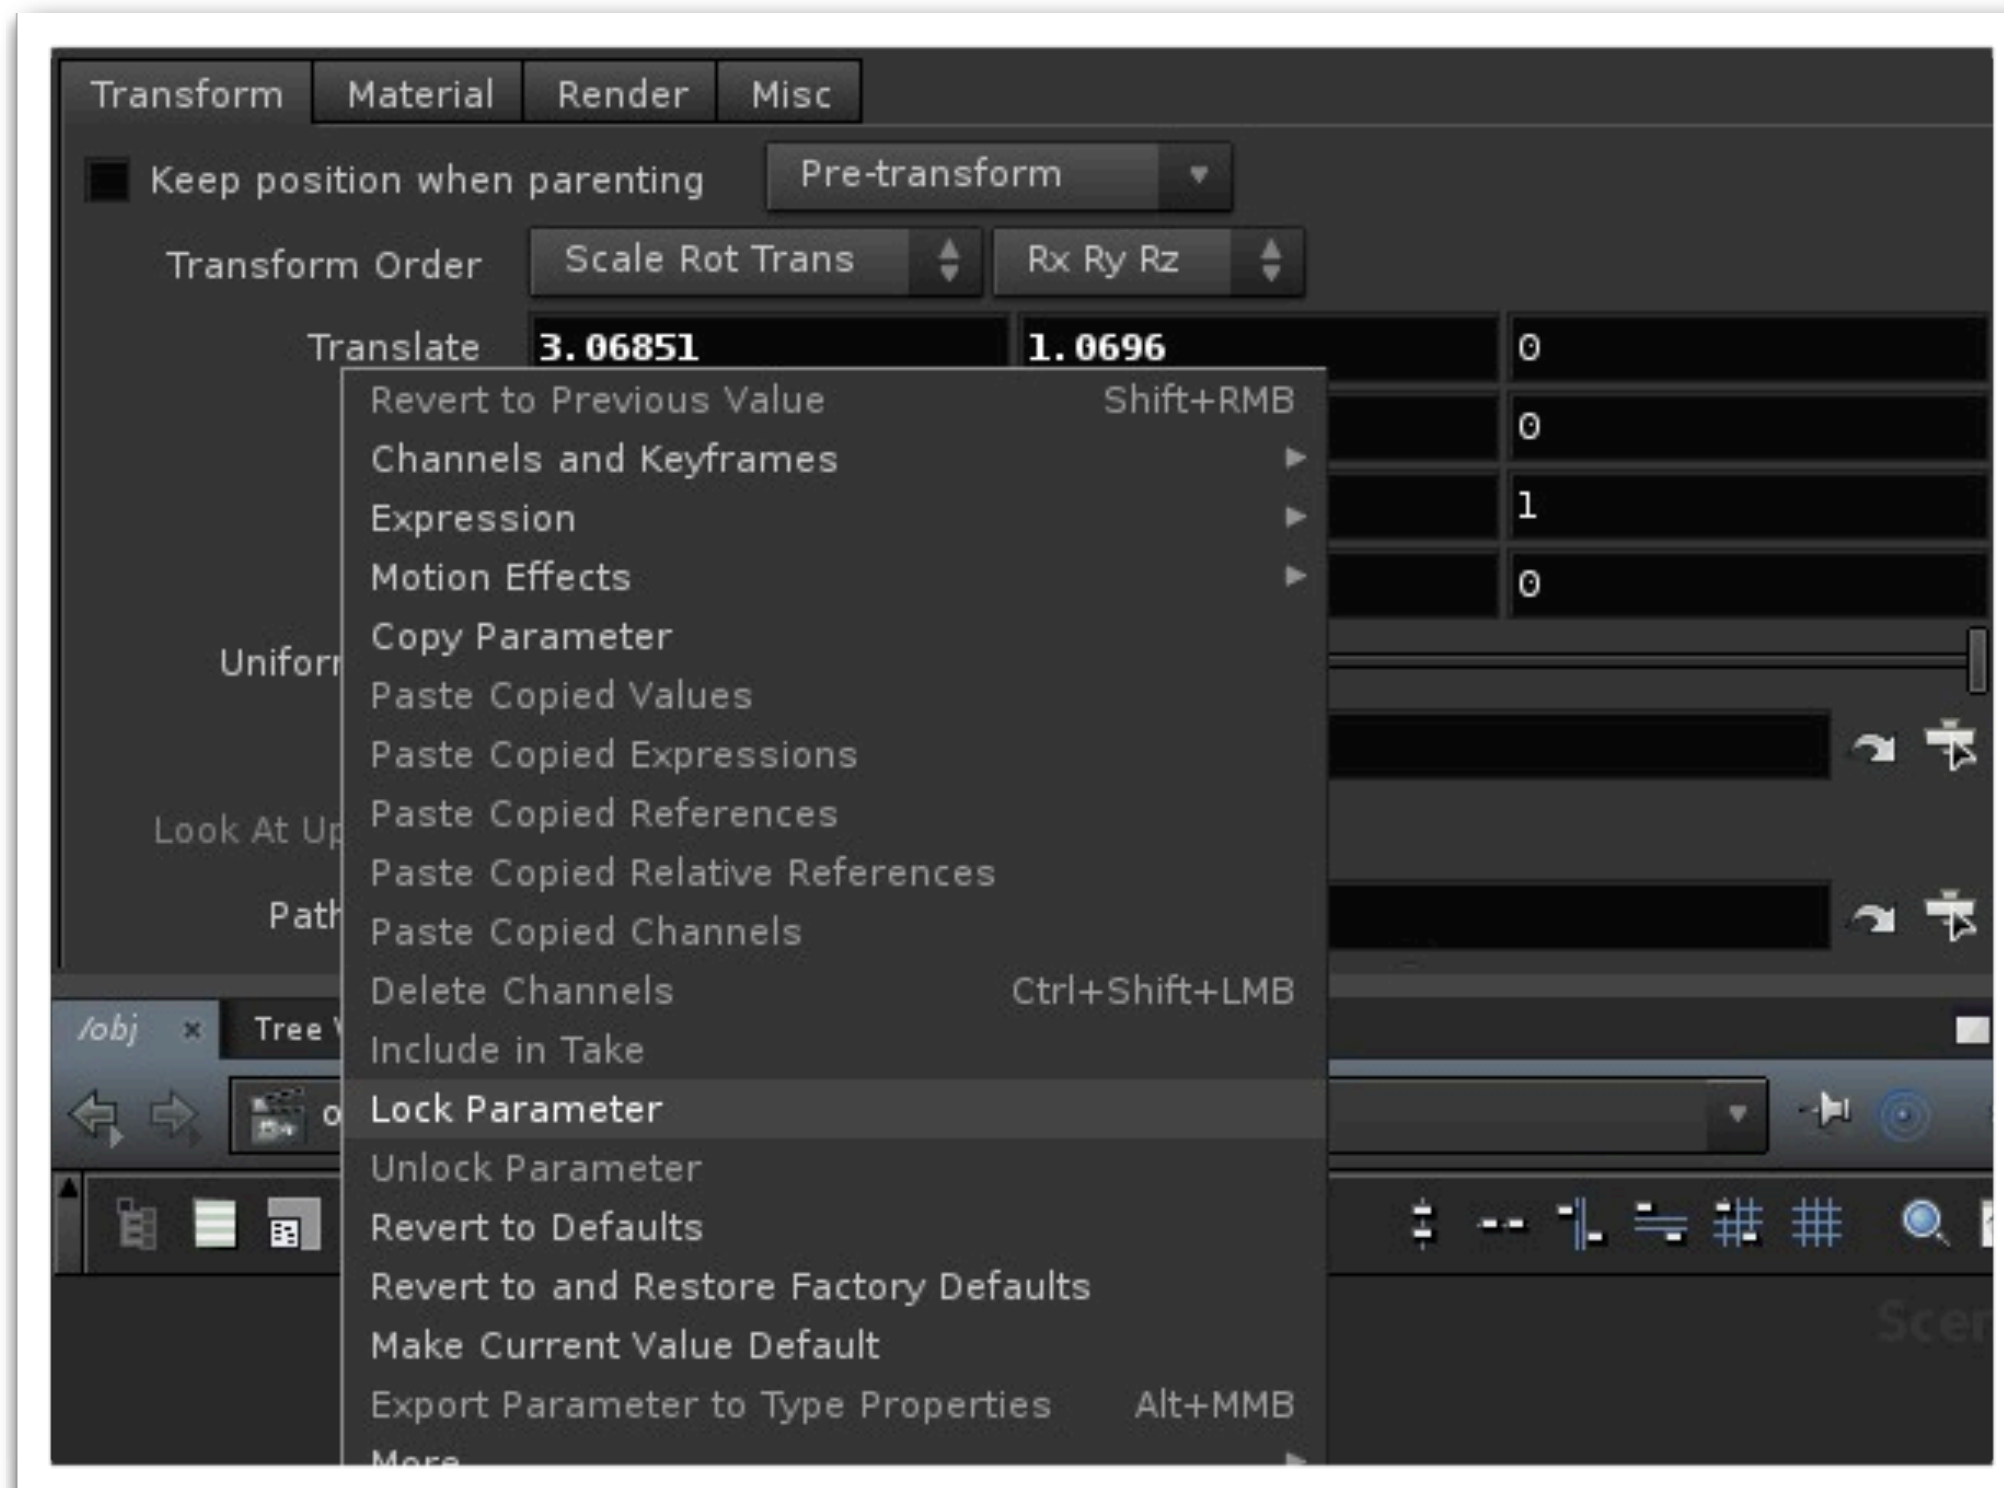 Transform Material Render Misc
Keep position when parenting Pre-transform
Transform Order Scale Rot Trans Rx Ry Rz
Translate 3.06851 1.0696 0
Revert to Previous Value Shift+RMB
0
Channels and Keyframes
Expression 1
Motion Effects 0
Copy Parameter
Paste Copied Values
Paste Copied Expressions
Paste Copied References
Look At Up
Paste Copied Relative References
Path
Paste Copied Channels
Delete Channels Ctrl+Shift+LMB
/obj Tree
Include in Take
Lock Parameter
Unlock Parameter
Revert to Defaults
Revert to and Restore Factory Defaults
Make Current Value Default
Export Parameter to Type Properties Alt+MMB
More